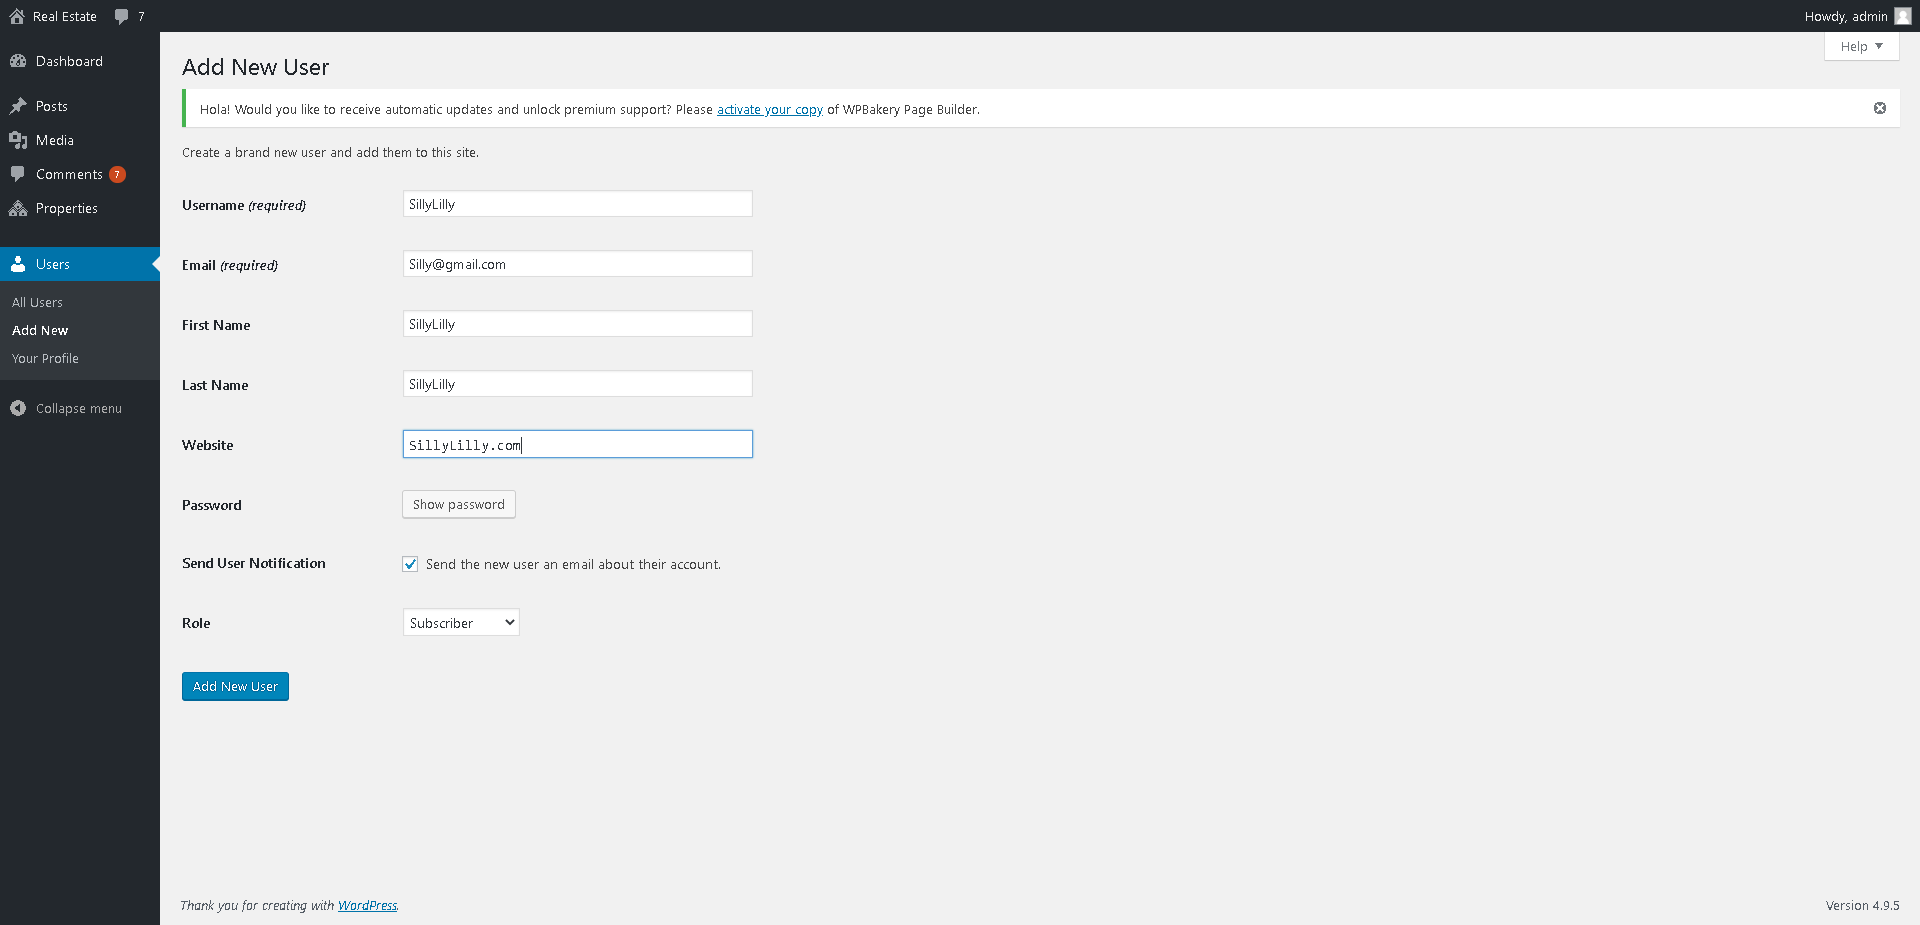 Real Estate 7 Howdy, admin
Help
Dashboard
Posts
Media
Comments 7
Properties
Users
All Users
Add New
Your Profile
Collapse menu
Add New User
Hola! Would you like to receive automatic updates and unlock premium support? Please activate your copy of WPBakery Page Builder.
Create a brand new user and add them to this site.
Username (required) SillyLilly
Email (required) Silly@gmail.com
First Name SillyLilly
Last Name SillyLilly
Website SillyLilly.com
Password Show password
Send User Notification Send the new user an email about their account.
Role Subscriber
Add New User
Thank you for creating with WordPress. Version 4.9.5